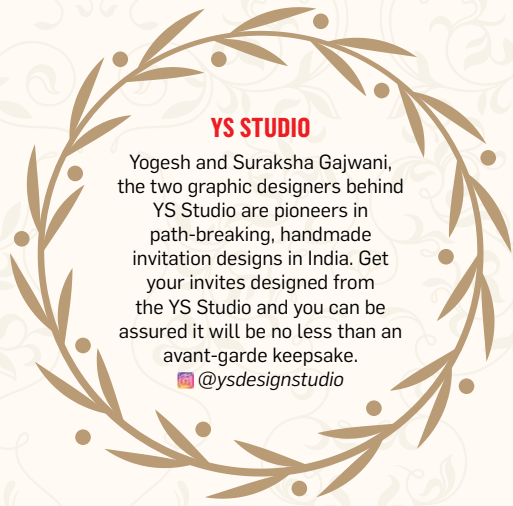 YS STUDIO
Yogesh and Suraksha Gajwani,
the two graphic designers behind
YS Studio are pioneers in
path-breaking, handmade
invitation designs in India. Get
your invites designed from
the YS Studio and you can be
assured it will be no less than an
avant-garde keepsake.
@ysdesignstudio